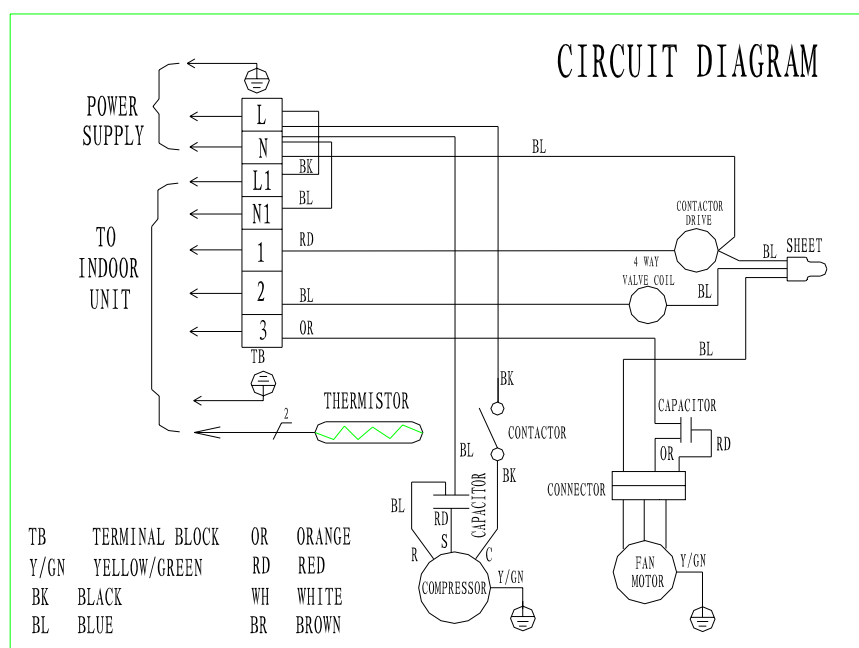 CIRCUIT DIAGRAM
POWER
SUPPLY
L
N
L1
N1
1
2
3
TB
BK
BL
RD
BL
OR
BL
TO
INDOOR
UNIT
CONTACTOR
DRIVE
4 WAY
VALVE COIL
BL
SHEET
BL
BL
THERMISTOR
2
BK
CONTACTOR
BK
BL
CAPACITOR
BL
RD
R
S
C
COMPRESSOR
Y/GN
CAPACITOR
OR
RD
CONNECTOR
FAN
MOTOR
Y/GN
TB TERMINAL BLOCK OR ORANGE
Y/GN YELLOW/GREEN RD RED
BK BLACK WH WHITE
BL BLUE BR BROWN